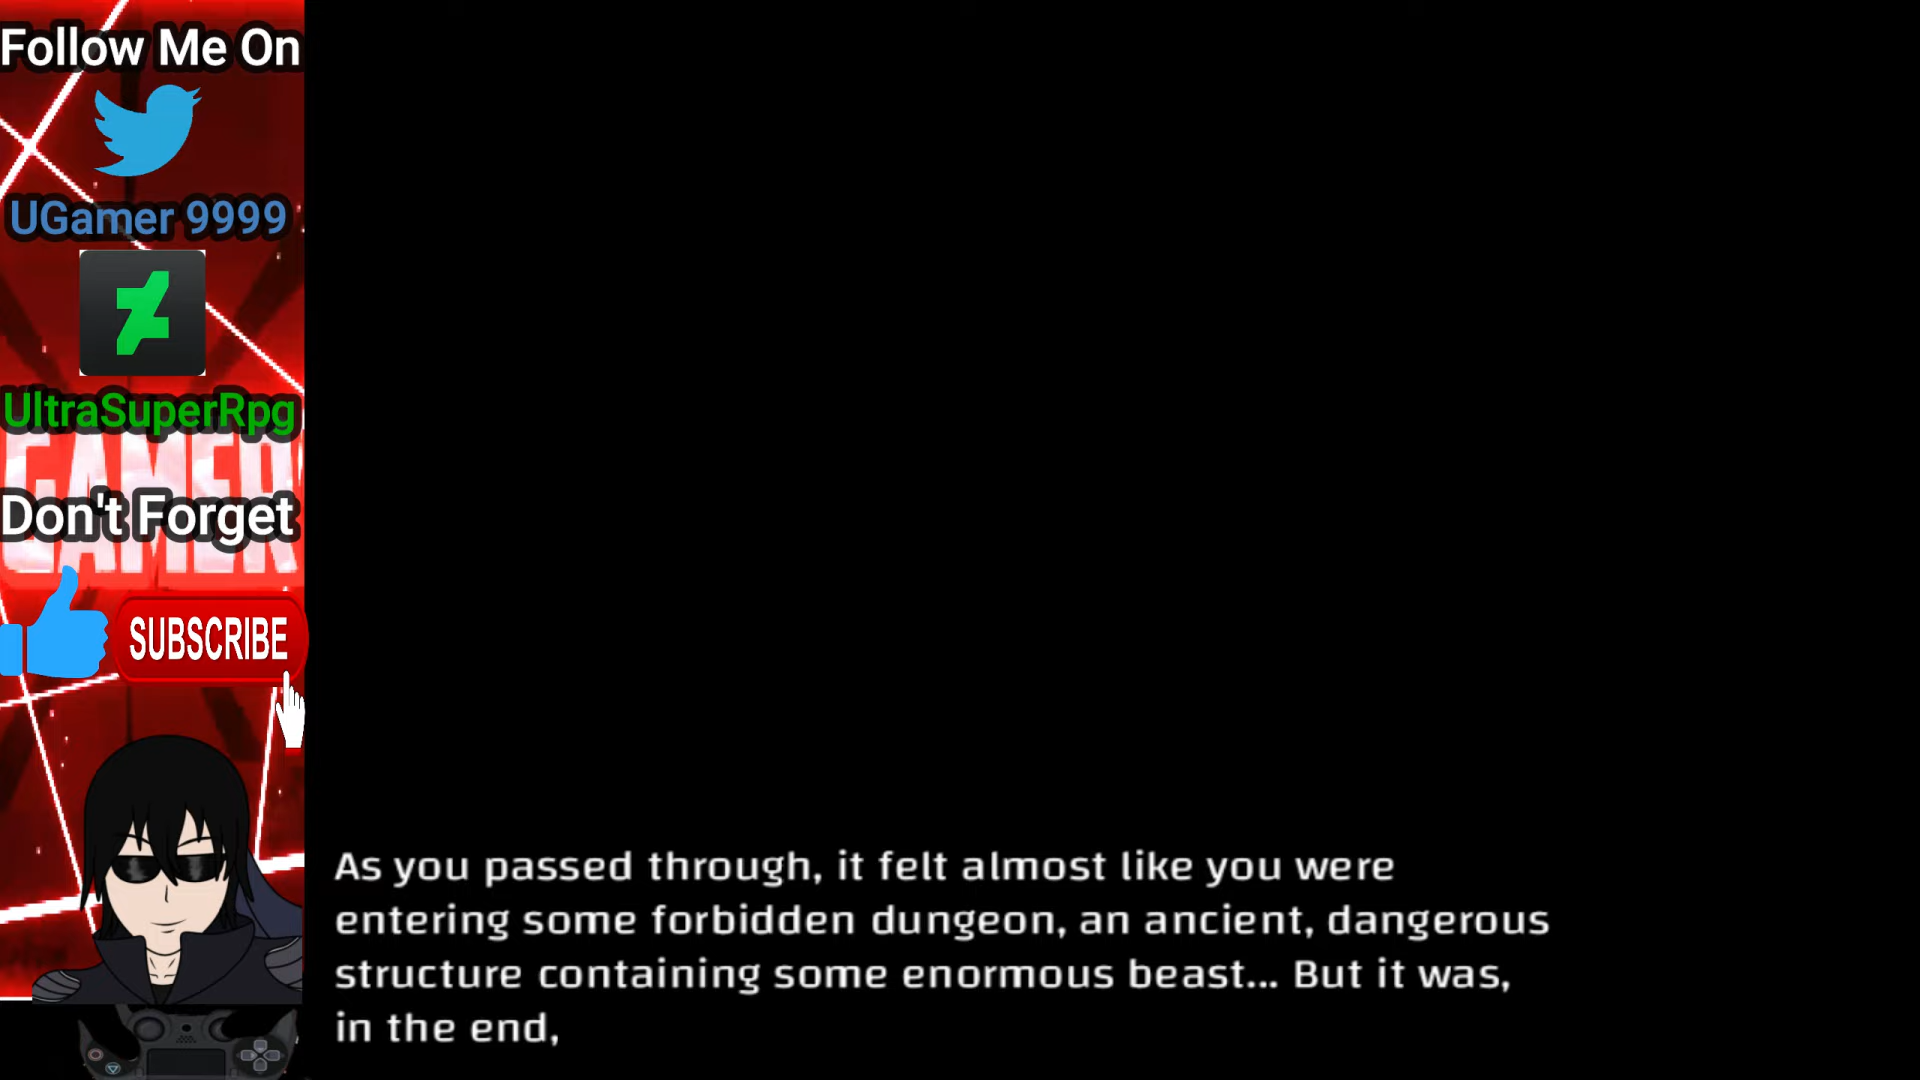 Follow Me On
UGamer 9999
UltraSuperRpg
GAMER
Don't Forget
SUBSCRIBE
As you passed through, it felt almost like you were
entering some forbidden dungeon, an ancient, dangerous
structure containing some enormous beast... But it was,
in the end,